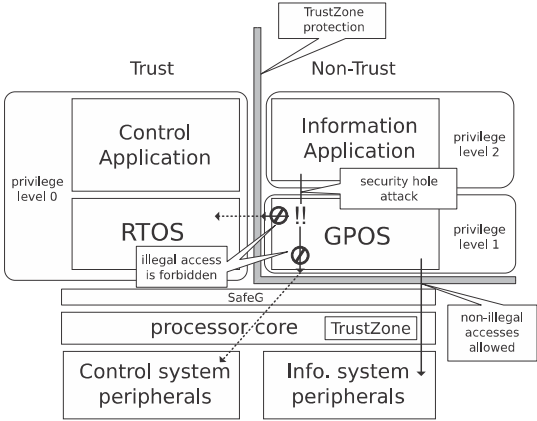 TrustZone
protection
Trust
Non-Trust
Control
Application
Information
Application
privilege
level 2
privilege
level 0
security hole
attack
RTOS
!!
GPOS
privilege
level 1
illegal access
is forbidden
SafeG
processor core
TrustZone
non-illegal
accesses
allowed
Control system
peripherals
Info. system
peripherals